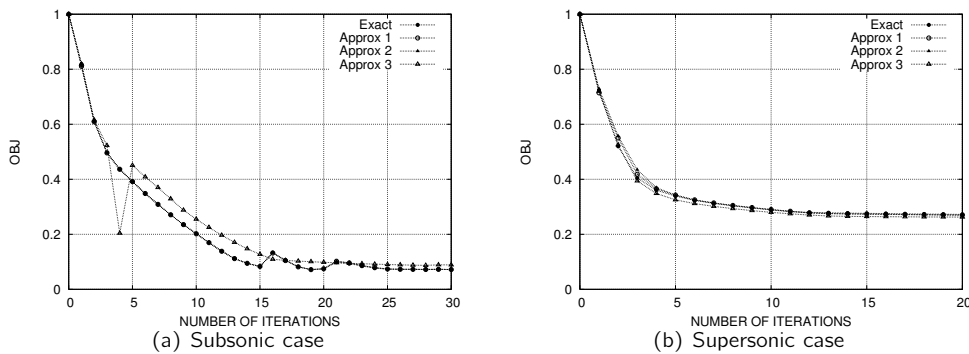 OBJ
1
0.8
0.6
0.4
0.2
0
0 5 10 15 20 25 30
NUMBER OF ITERATIONS
Exact
Approx 1
Approx 2
Approx 3
(a) Subsonic case
OBJ
1
0.8
0.6
0.4
0.2
0
0 5 10 15 20
NUMBER OF ITERATIONS
Exact
Approx 1
Approx 2
Approx 3
(b) Supersonic case